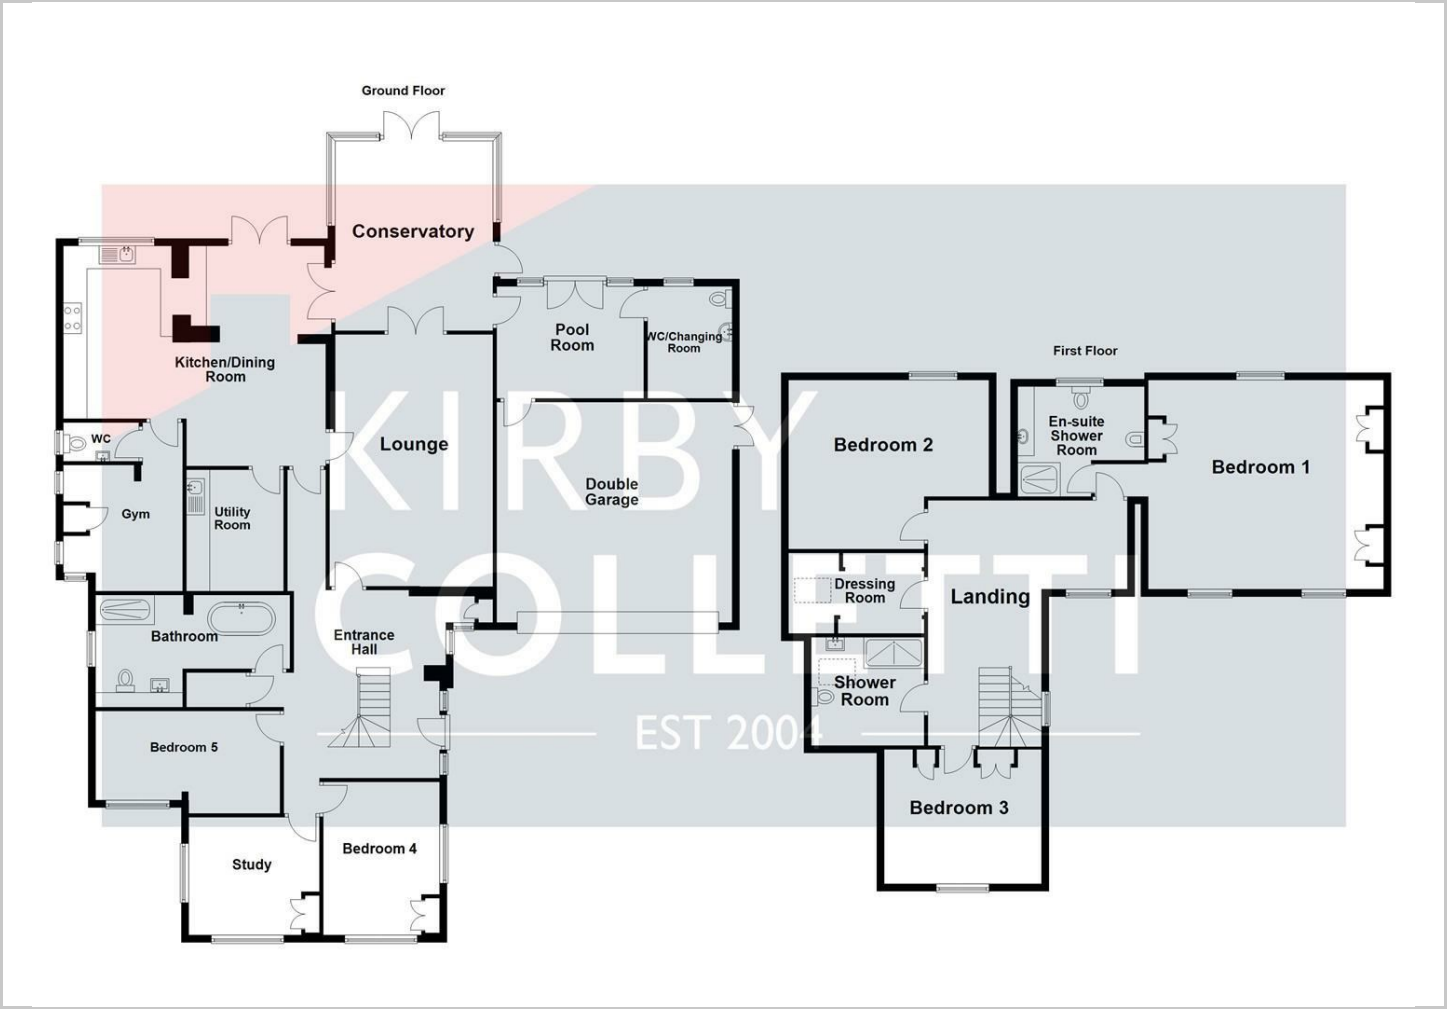 Ground Floor
Conservatory
Pool
Room
WC/Changing
Room
Kitchen/Dining
Room
WC
Lounge
Double
Garage
Gym
Utility
Room
Bathroom
Entrance
Hall
Bedroom 5
Study
Bedroom 4
First Floor
Bedroom 2
En-suite
Shower
Room
Bedroom 1
Dressing
Room
Landing
Shower
Room
Bedroom 3
KIRBY
COLLETTI
EST 2004